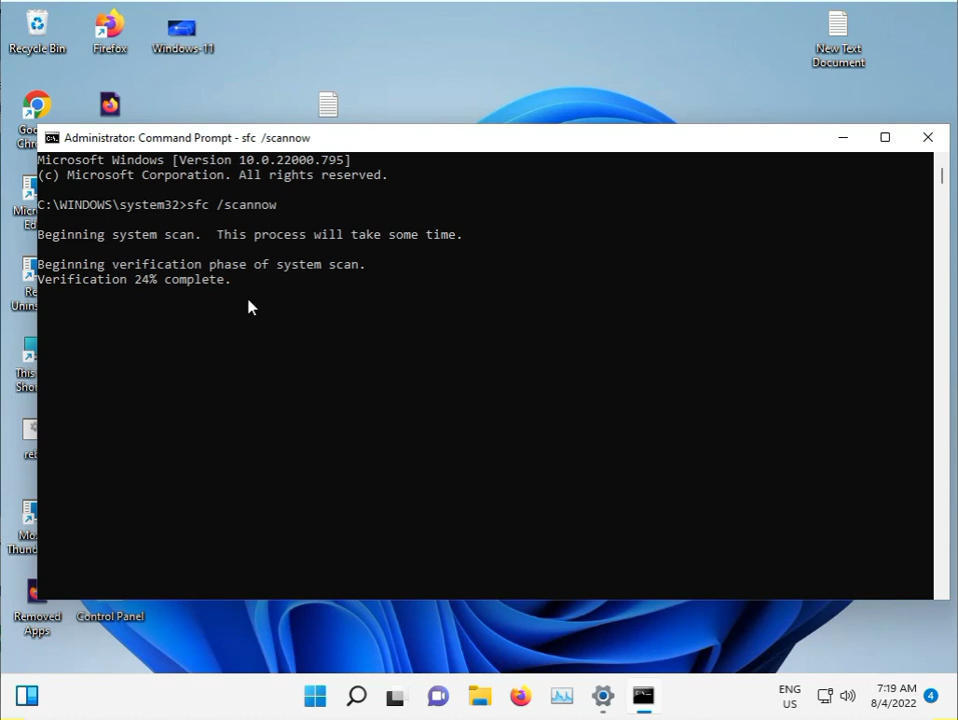 Recycle Bin
Firefox
Windows-11
New Text
Document
Administrator: Command Prompt - sfc /scannow
Microsoft Windows [Version 10.0.22000.795]
(c) Microsoft Corporation. All rights reserved.
C:\WINDOWS\system32>sfc /scannow
Beginning system scan.  This process will take some time.
Beginning verification phase of system scan.
Verification 24% complete.
Removed
Apps
Control Panel
ENG
US
7:19 AM
8/4/2022
4